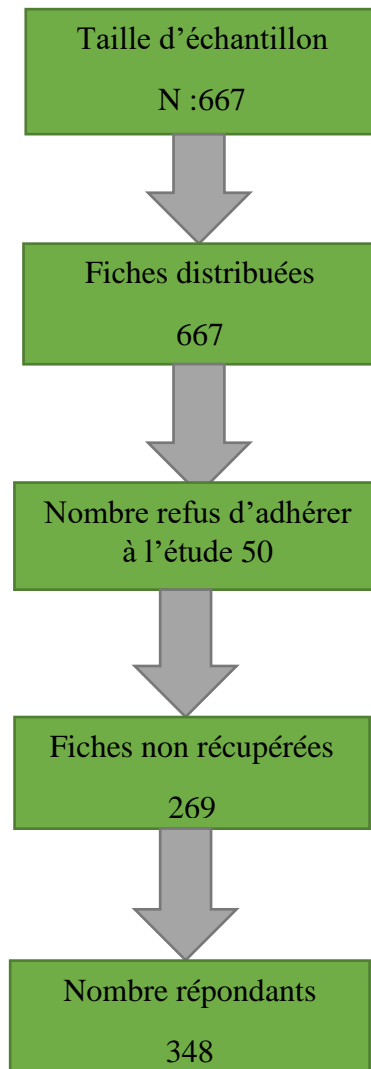 Taille d’échantillon
N :667
Fiches distribuées
667
Nombre refus d’adhérer
à l’étude 50
Fiches non récupérées
269
Nombre répondants
348